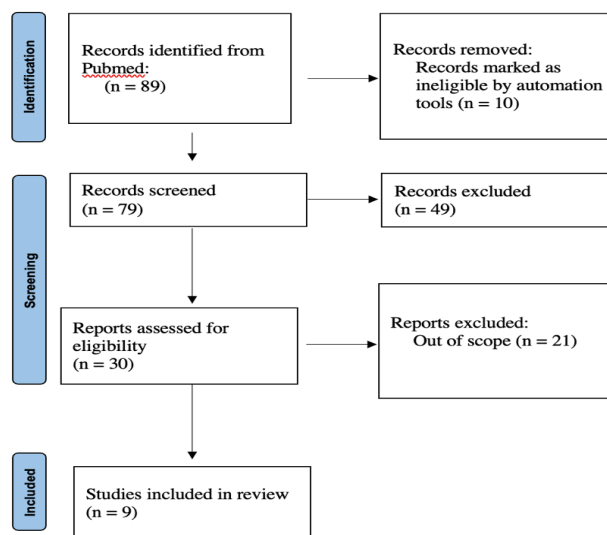 Identification
Records identified from
Pubmed:
(n = 89)
Records removed:
Records marked as
ineligible by automation
tools (n = 10)
Screening
Records screened
(n = 79)
Records excluded
(n = 49)
Reports assessed for
eligibility
(n = 30)
Reports excluded:
Out of scope (n = 21)
Included
Studies included in review
(n = 9)